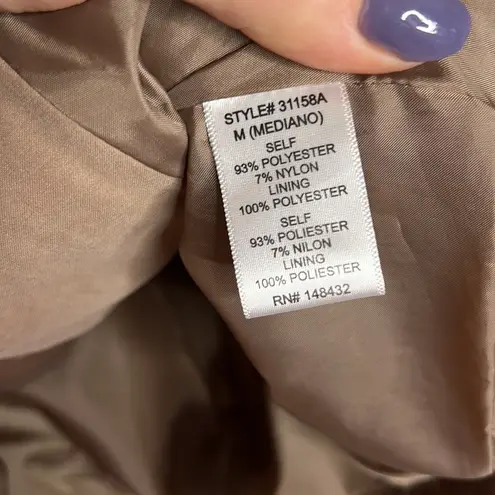 STYLE# 31158A
M (MEDIANO)
SELF
93% POLYESTER
7% NYLON
LINING
100% POLYESTER
SELF
93% POLIESTER
7% NILON
LINING
100% POLIESTER
RN# 148432